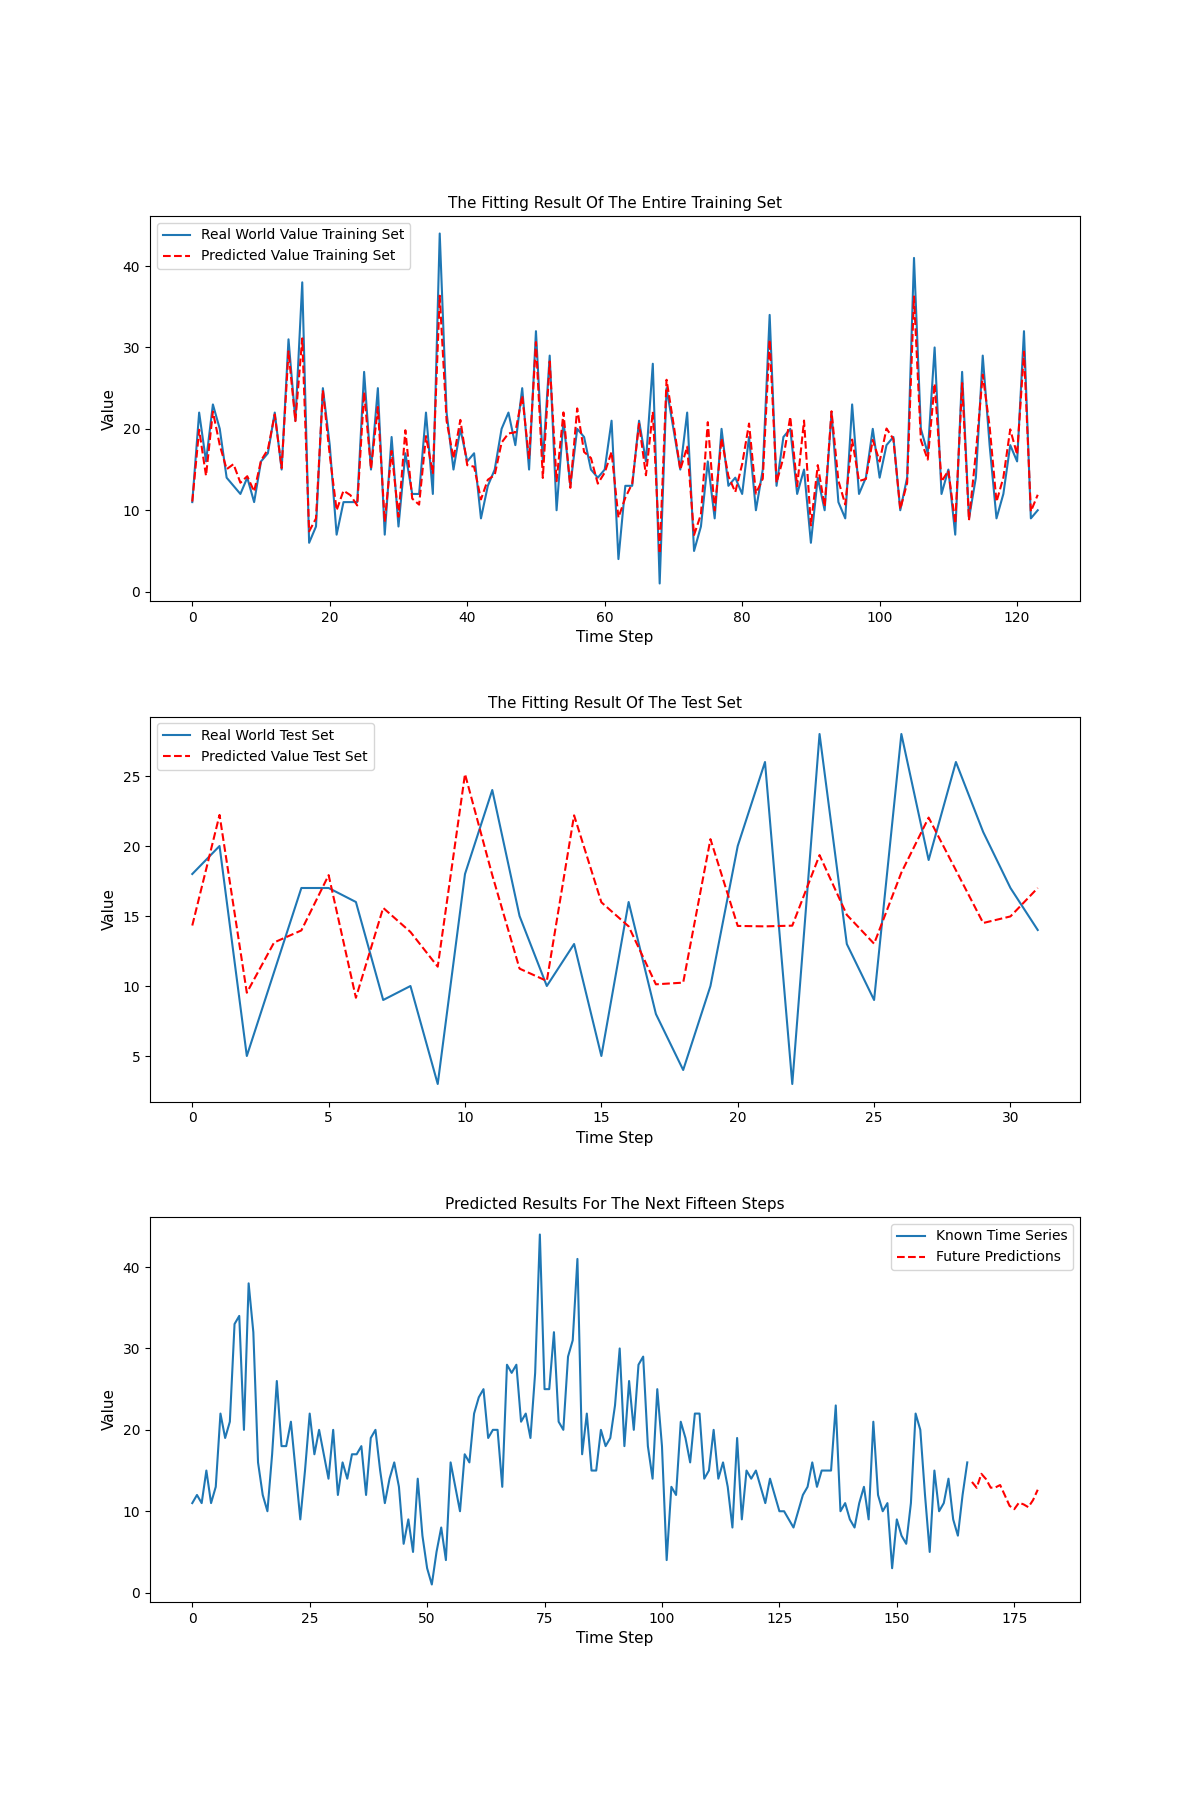 The Fitting Result Of The Entire Training Set
Real World Value Training Set
Predicted Value Training Set
Value
40
30
20
10
0
0 20 40 60 80 100 120
Time Step
The Fitting Result Of The Test Set
Real World Test Set
Predicted Value Test Set
Value
25
20
15
10
5
0 5 10 15 20 25 30
Time Step
Predicted Results For The Next Fifteen Steps
Known Time Series
Future Predictions
Value
40
30
20
10
0
0 25 50 75 100 125 150 175
Time Step